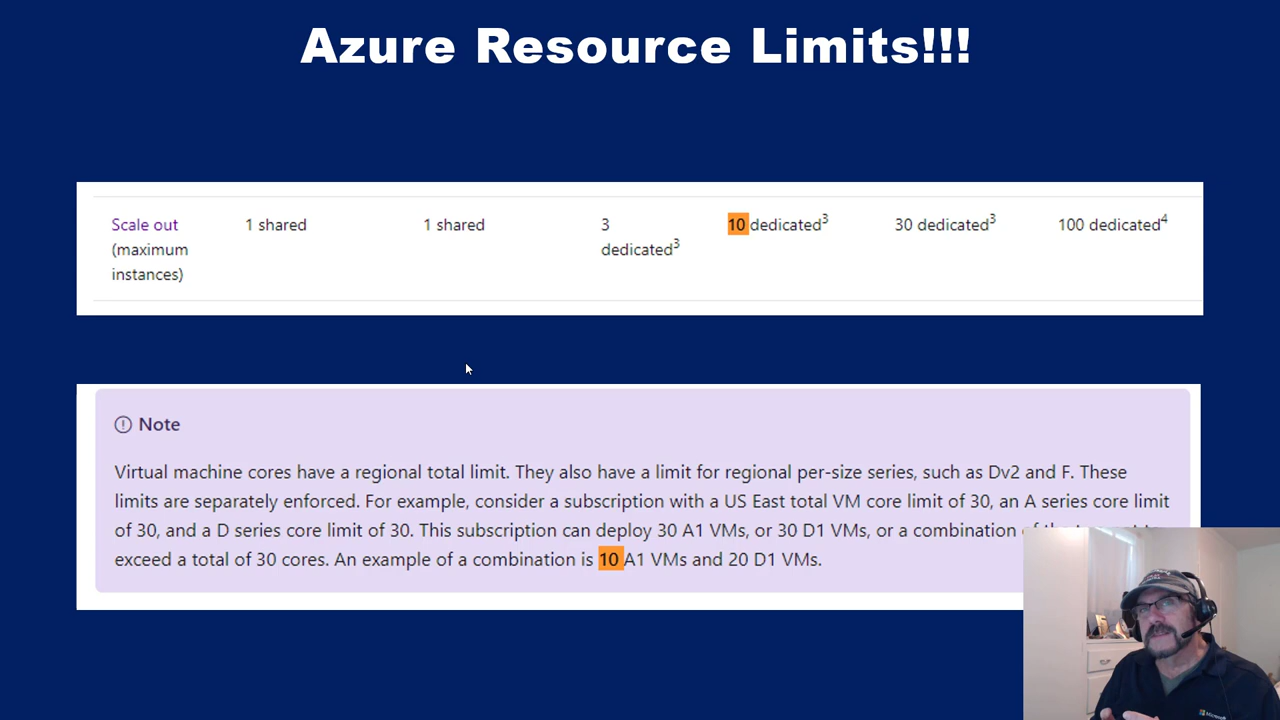 Azure Resource Limits!!!
Scale out 1 shared 1 shared 3 10 dedicated3 30 dedicated3 100 dedicated4
(maximum dedicated3
instances)
Note
Virtual machine cores have a regional total limit. They also have a limit for regional per-size series, such as Dv2 and F. These
limits are separately enforced. For example, consider a subscription with a US East total VM core limit of 30, an A series core limit
of 30, and a D series core limit of 30. This subscription can deploy 30 A1 VMs, or 30 D1 VMs, or a combination
exceed a total of 30 cores. An example of a combination is 10 A1 VMs and 20 D1 VMs.
Microsoft